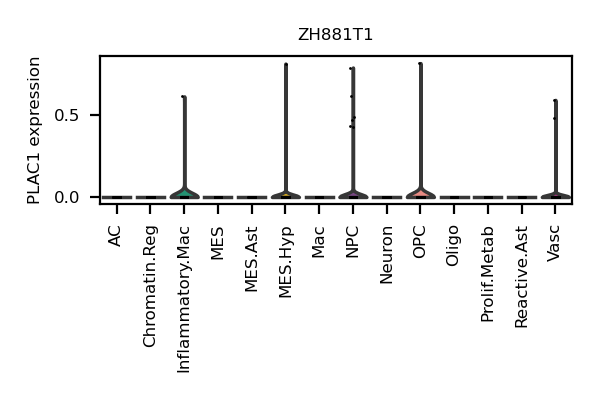 ZH881T1
PLAC1 expression
0.5
0.0
AC
Chromatin.Reg
Inflammatory.Mac
MES
MES.Ast
MES.Hyp
Mac
NPC
Neuron
OPC
Oligo
Prolif.Metab
Reactive.Ast
Vasc